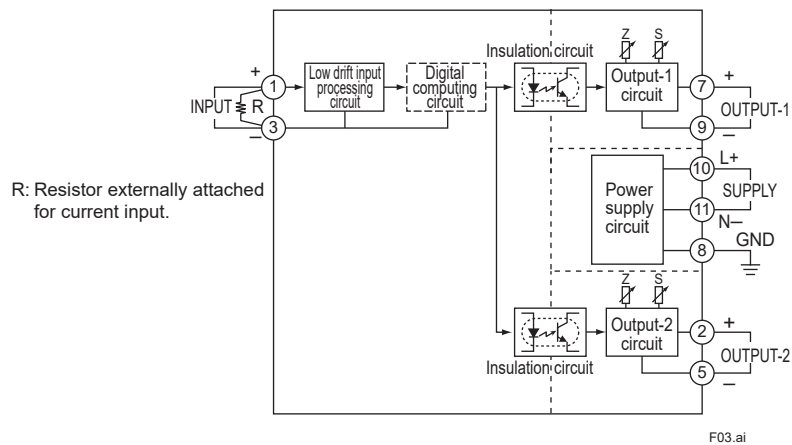 Insulation circuit
Z S
Low drift input
processing
circuit
Digital
computing
circuit
Output-1
circuit
+
1
INPUT
R
3
–
7
+
OUTPUT-1
9
–
R: Resistor externally attached
for current input.
Power
supply
circuit
10
L+
SUPPLY
11
N–
8
GND
Z S
Output-2
circuit
2
+
OUTPUT-2
5
–
Insulation circuit
F03.ai